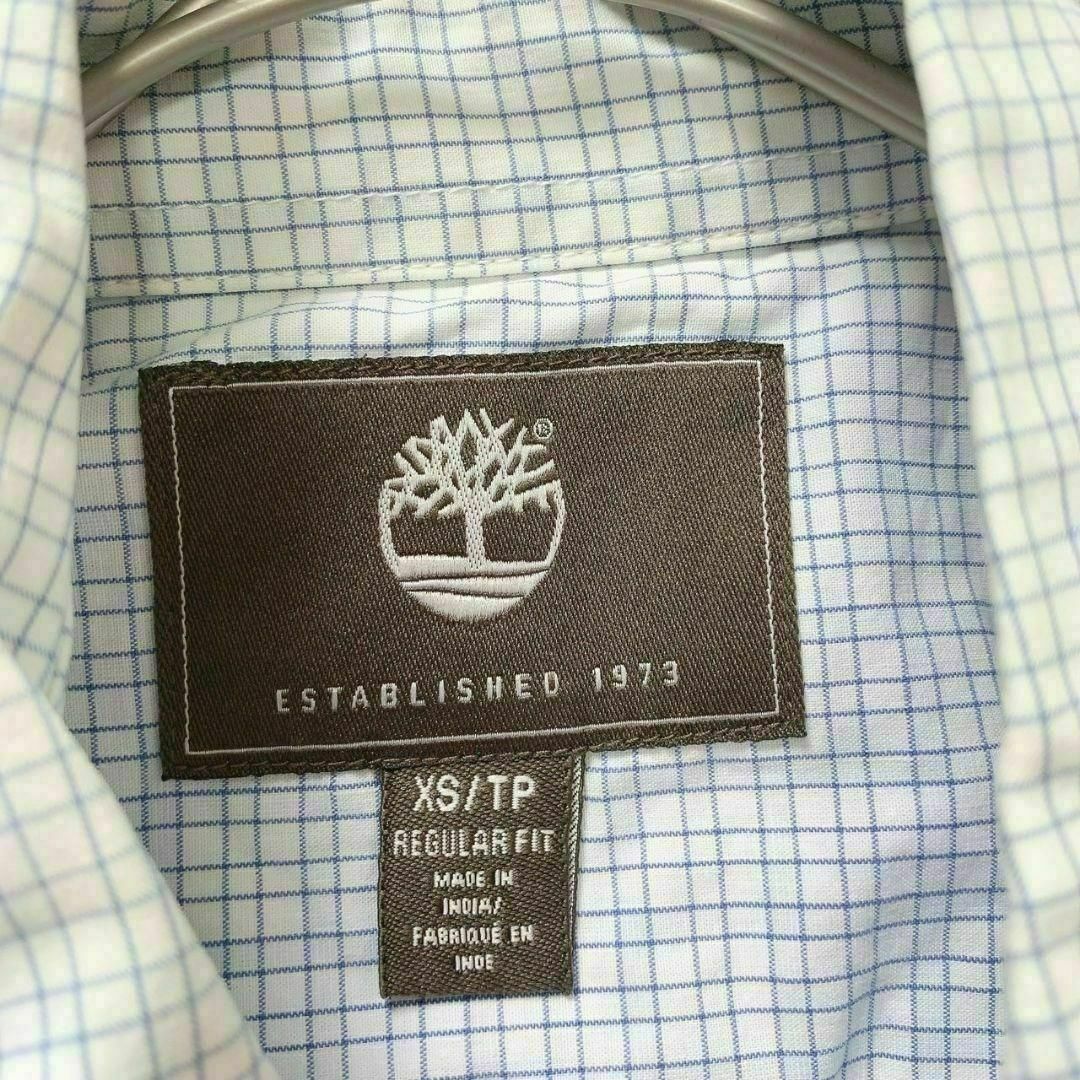 ®
ESTABLISHED 1973
XS/TP
REGULAR FIT
MADE IN
INDIA/
FABRIQUÉ EN
INDE